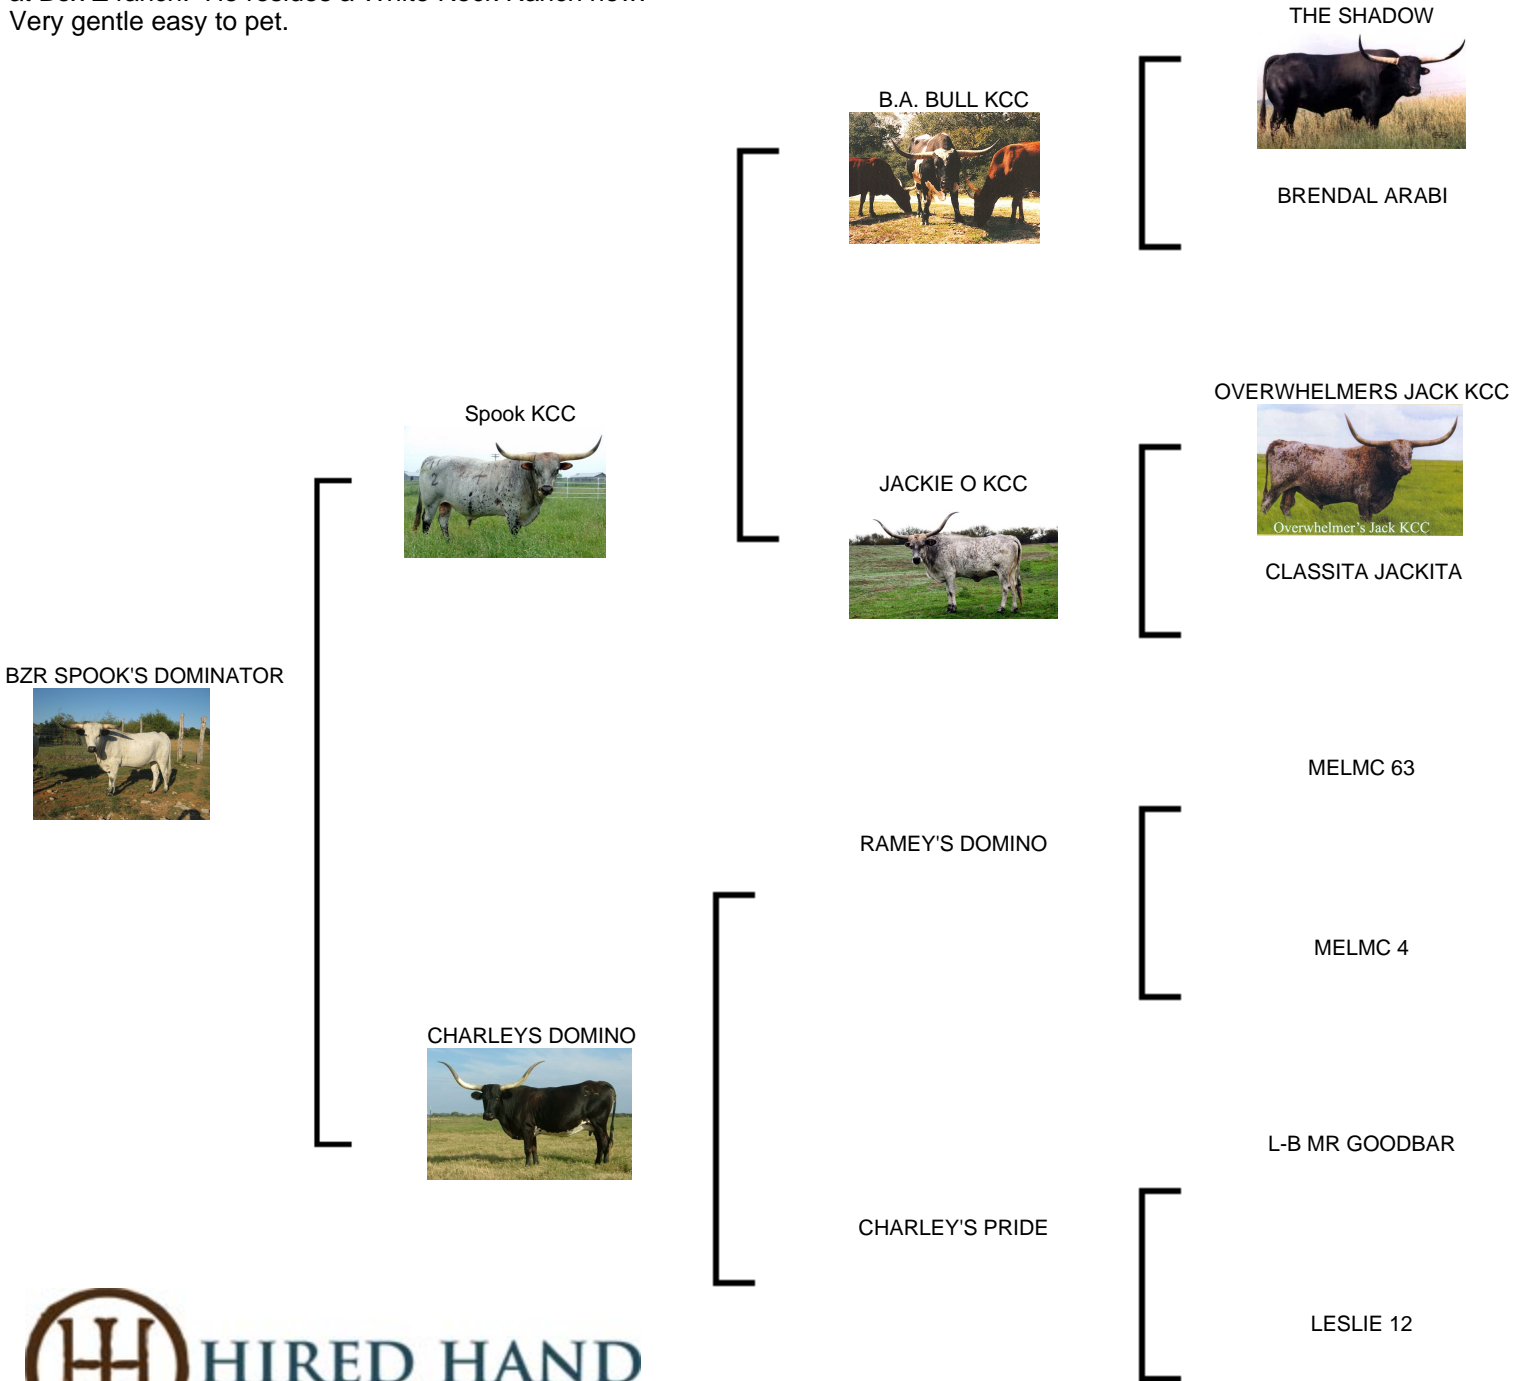 Very gentle easy to pet.
THE SHADOW
B.A. BULL KCC
BRENDAL ARABI
OVERWHELMERS JACK KCC
Spook KCC
JACKIE O KCC
Overwhelmer's Jack KCC
CLASSITA JACKITA
BZR SPOOK'S DOMINATOR
MELMC 63
RAMEY'S DOMINO
MELMC 4
CHARLEYS DOMINO
L-B MR GOODBAR
CHARLEY'S PRIDE
LESLIE 12
HIRED HAND